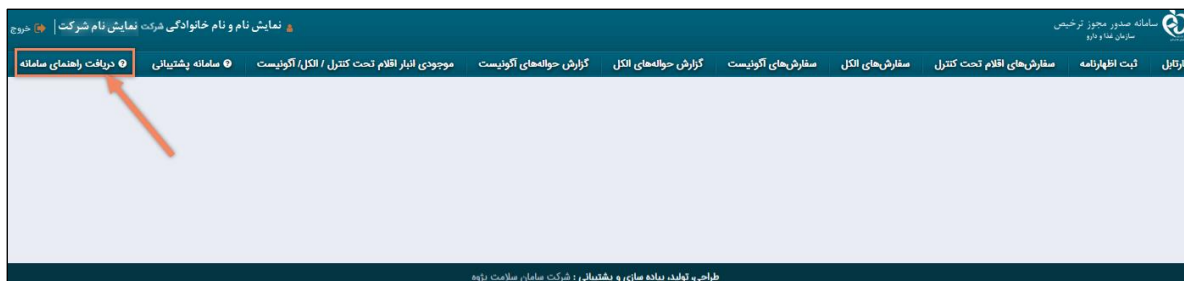 سامانه صدور مجوز ترخیص
سازمان غذا و دارو
نمایش نام و نام خانوادگی شرکت نمایش نام شرکت | خروج
ارتابل ثبت اظهارنامه سفارش‌های اقلام تحت کنترل سفارش‌های الکل سفارش‌های آگونیست گزارش حواله‌های الکل گزارش حواله‌های آگونیست موجودی انبار اقلام تحت کنترل / الکل/ آگونیست سامانه پشتیبانی دریافت راهنمای سامانه
طراحی، تولید، پیاده سازی و پشتیبانی : شرکت سامان سلامت پژوه